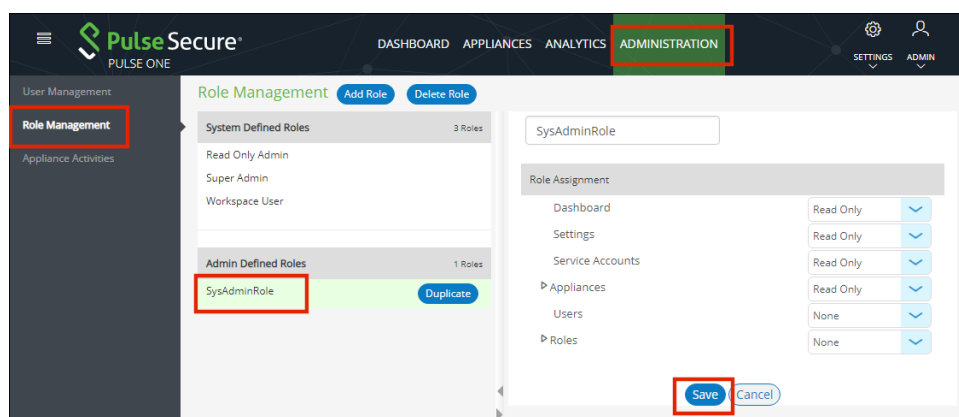 Pulse Secure®
PULSE ONE
DASHBOARD APPLIANCES ANALYTICS ADMINISTRATION
SETTINGS ADMIN
User Management
Role Management
Appliance Activities
Role Management Add Role Delete Role
System Defined Roles 3 Roles
Read Only Admin
Super Admin
Workspace User
Admin Defined Roles 1 Roles
SysAdminRole Duplicate
SysAdminRole
Role Assignment
Dashboard Read Only
Settings Read Only
Service Accounts Read Only
Appliances Read Only
Users None
Roles None
Save Cancel